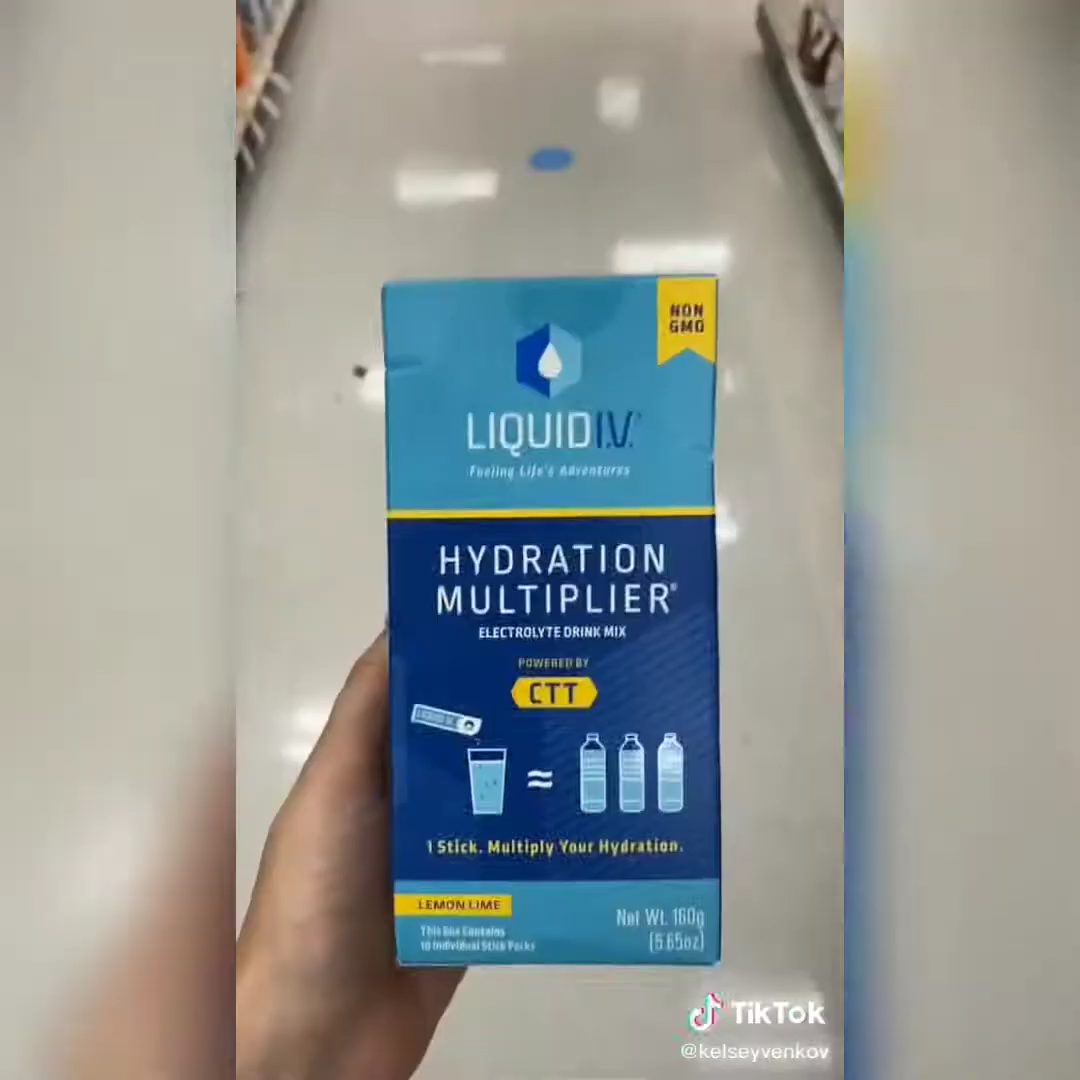 NON
GMO
LIQUID I.V.
Fueling Life's Adventures
HYDRATION
MULTIPLIER®
ELECTROLYTE DRINK MIX
POWERED BY
CTT
LIQUID I.V.
≈
1 Stick. Multiply Your Hydration.
LEMON LIME
This Box Contains
10 Individual Stick Packs
Net Wt. 160g
(5.65oz)
TikTok
@kelseyvenkov